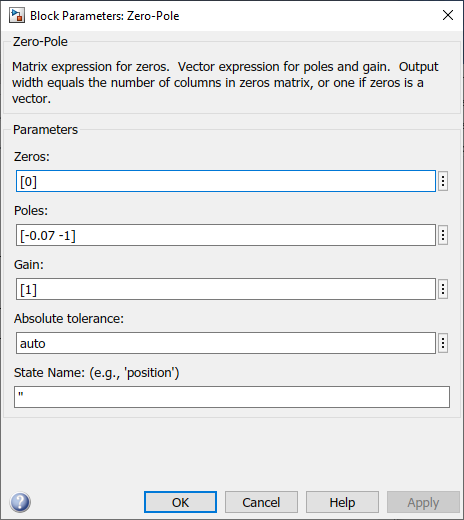 Block Parameters: Zero-Pole
Zero-Pole
Matrix expression for zeros.  Vector expression for poles and gain.  Output
width equals the number of columns in zeros matrix, or one if zeros is a
vector.
Parameters
Zeros:
[0]
Poles:
[-0.07 -1]
Gain:
[1]
Absolute tolerance:
auto
State Name: (e.g., 'position')
''
OK Cancel Help Apply